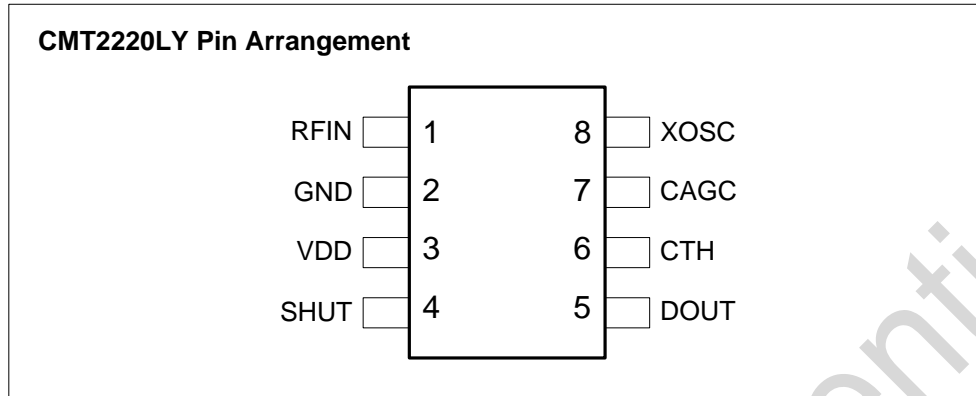 CMT2220LY Pin Arrangement
RFIN 1 8 XOSC
GND 2 7 CAGC
VDD 3 6 CTH
SHUT 4 5 DOUT